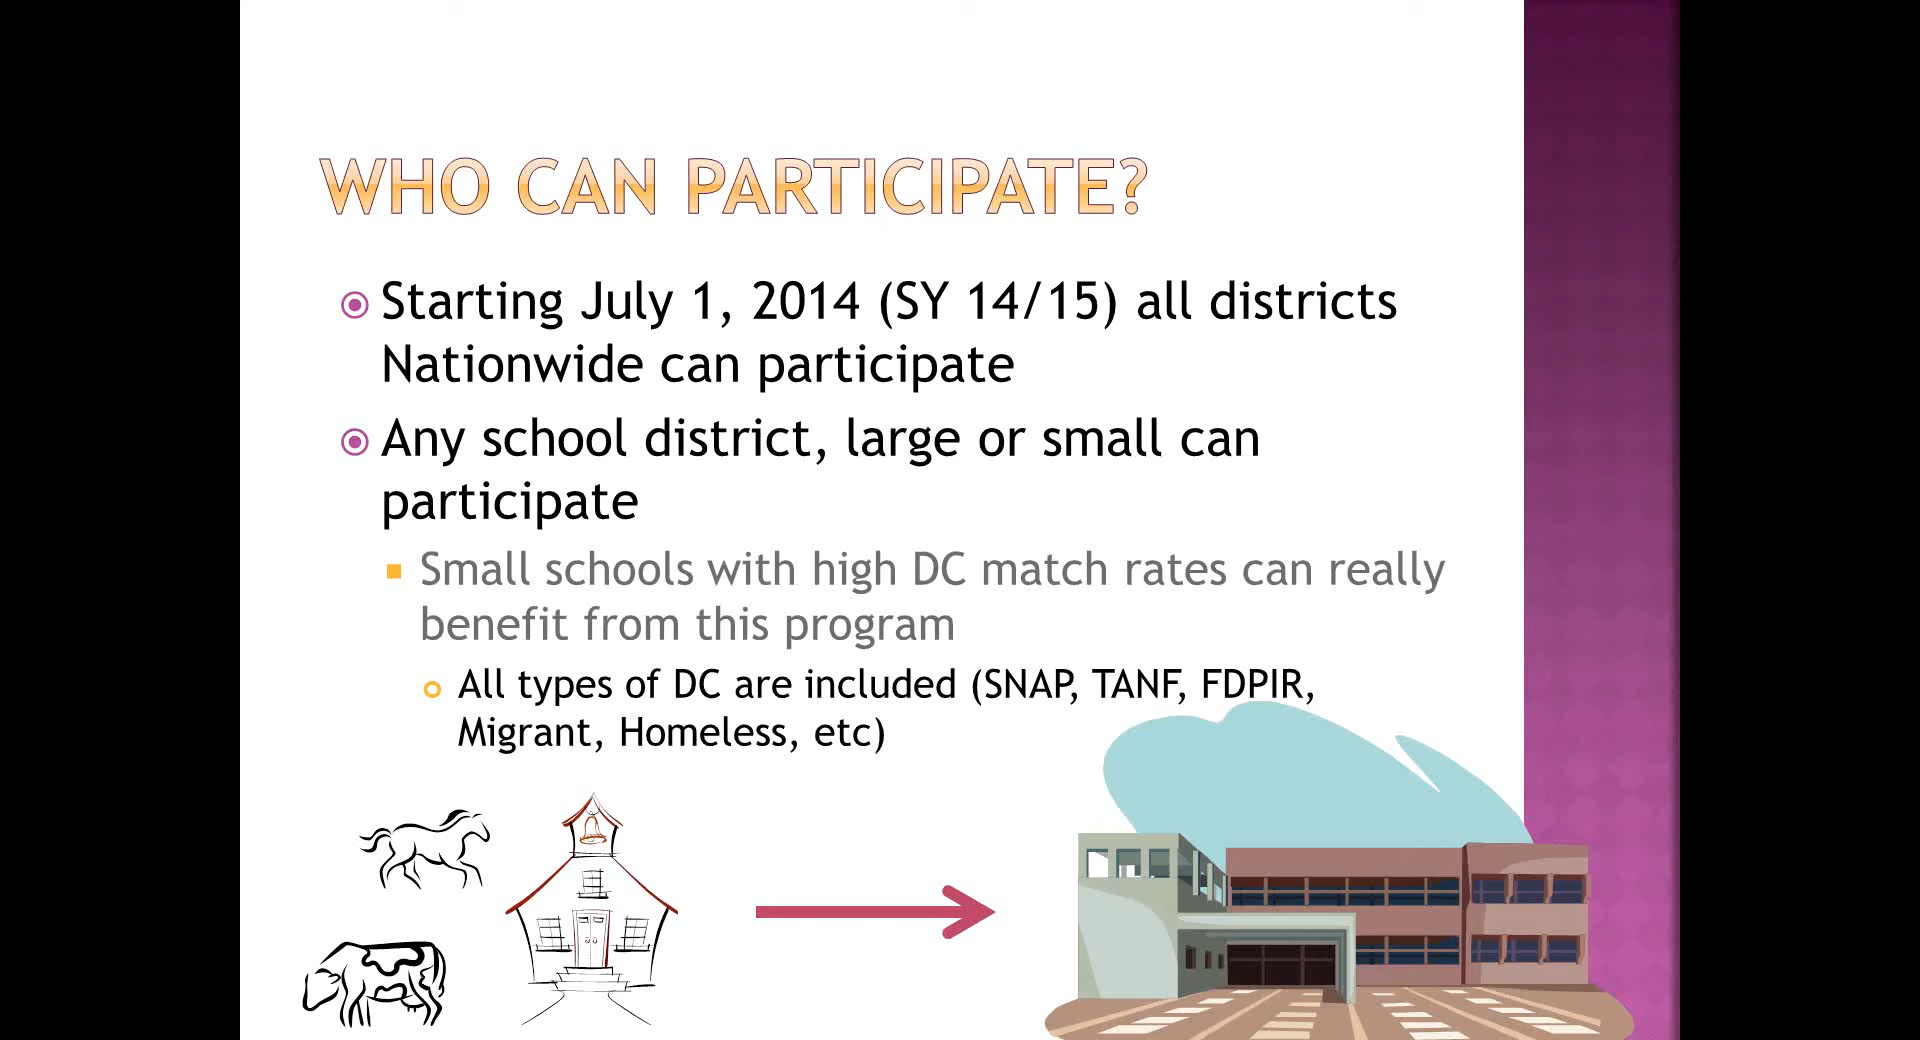 WHO CAN PARTICIPATE?
Starting July 1, 2014 (SY 14/15) all districts
Nationwide can participate
Any school district, large or small can
participate
Small schools with high DC match rates can really
benefit from this program
All types of DC are included (SNAP, TANF, FDPIR,
Migrant, Homeless, etc)